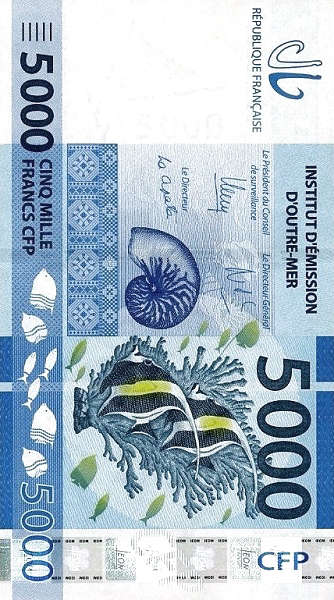 RÉPUBLIQUE FRANÇAISE
INSTITUT D'ÉMISSION
D'OUTRE-MER
Le Président du Conseil
de surveillance
Le Directeur-Général
Le Directeur
5000
CFP
5000
CINQ MILLE
FRANCS CFP
5000
IEOM